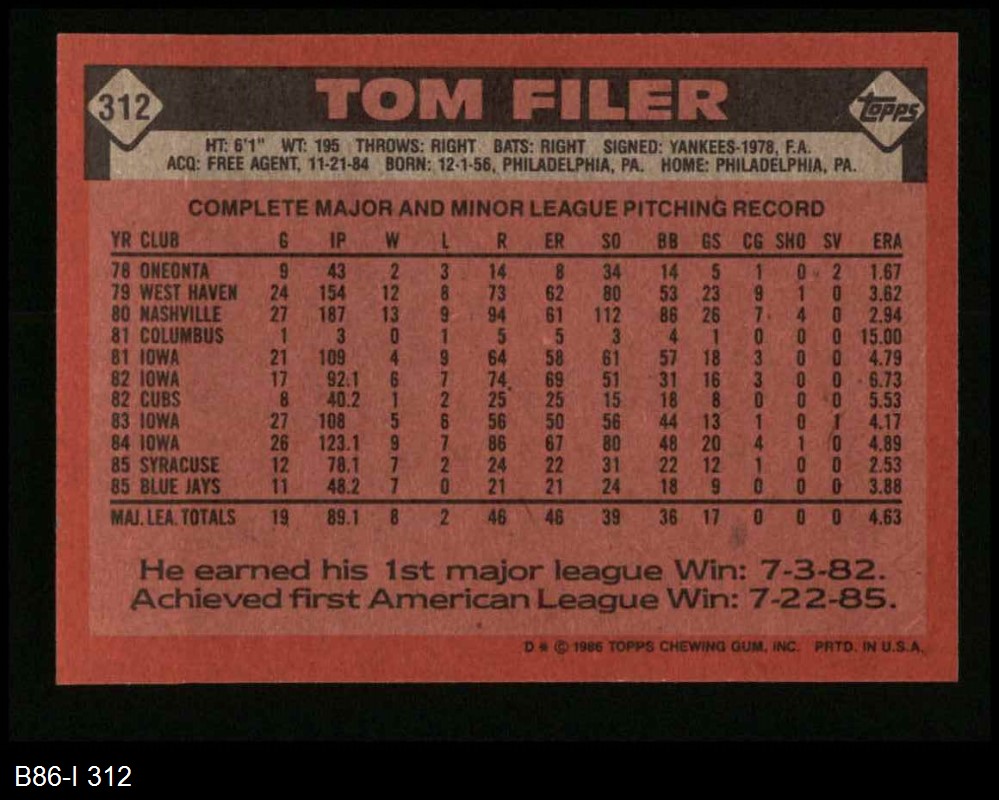 312
TOM FILER
topps
HT: 6'1" WT: 195 THROWS: RIGHT BATS: RIGHT SIGNED: YANKEES-1978, F.A.
ACQ: FREE AGENT, 11-21-84 BORN: 12-1-56, PHILADELPHIA, PA. HOME: PHILADELPHIA, PA.
COMPLETE MAJOR AND MINOR LEAGUE PITCHING RECORD
YR CLUB G IP W L R ER SO BB GS CG SHO SV ERA
78 ONEONTA 9 43 2 3 14 8 34 14 5 1 0 2 1.67
79 WEST HAVEN 24 154 12 8 73 62 80 53 23 9 1 0 3.62
80 NASHVILLE 27 187 13 9 94 61 112 86 26 7 4 0 2.94
81 COLUMBUS 1 3 0 1 5 5 3 4 1 0 0 0 15.00
81 IOWA 21 109 4 9 64 58 61 57 18 3 0 0 4.79
82 IOWA 17 92.1 6 7 74 69 51 31 16 3 0 0 6.73
82 CUBS 8 40.2 1 2 25 25 15 18 8 0 0 0 5.53
83 IOWA 27 108 5 6 56 50 56 44 13 1 0 1 4.17
84 IOWA 26 123.1 9 7 86 67 80 48 20 4 1 0 4.89
85 SYRACUSE 12 78.1 7 2 24 22 31 22 12 1 0 0 2.53
85 BLUE JAYS 11 48.2 7 0 21 21 24 18 9 0 0 0 3.88
MAJ. LEA. TOTALS 19 89.1 8 2 46 46 39 36 17 0 0 0 4.63
He earned his 1st major league Win: 7-3-82.
Achieved first American League Win: 7-22-85.
D * © 1986 TOPPS CHEWING GUM, INC. PRTD. IN U.S.A.
B86-I 312